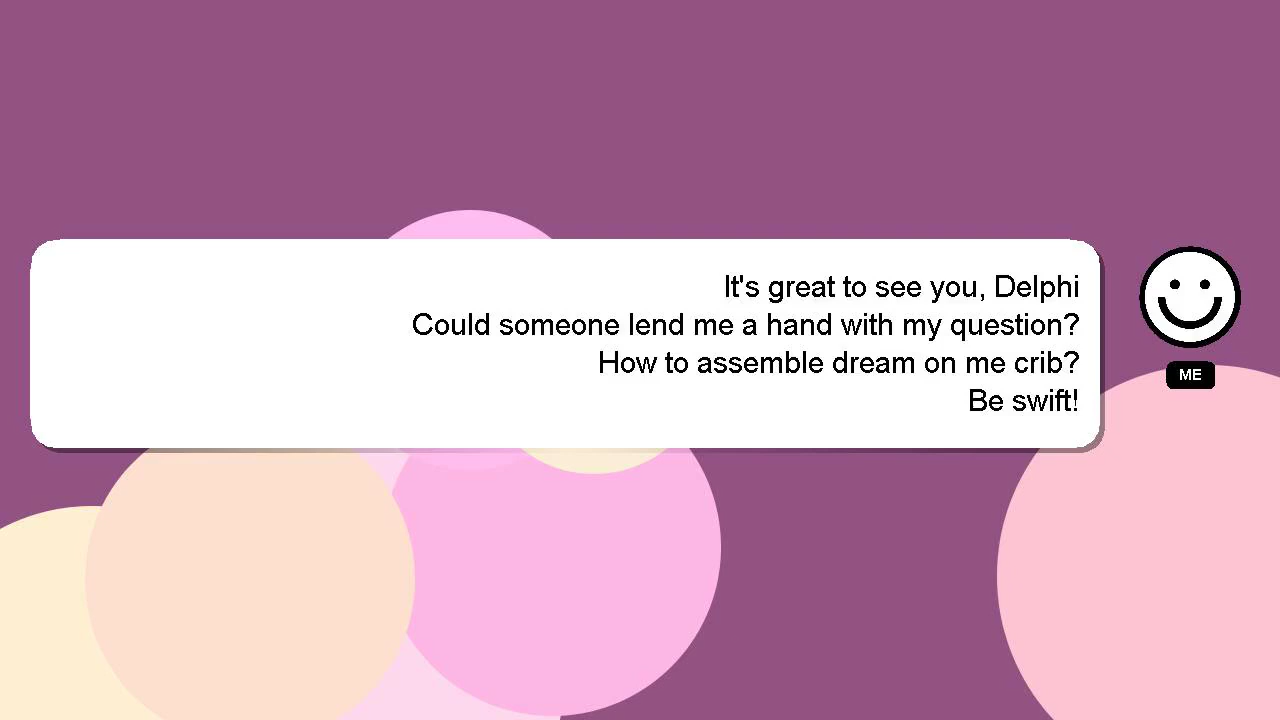 It's great to see you, Delphi
Could someone lend me a hand with my question?
How to assemble dream on me crib?
Be swift!
ME